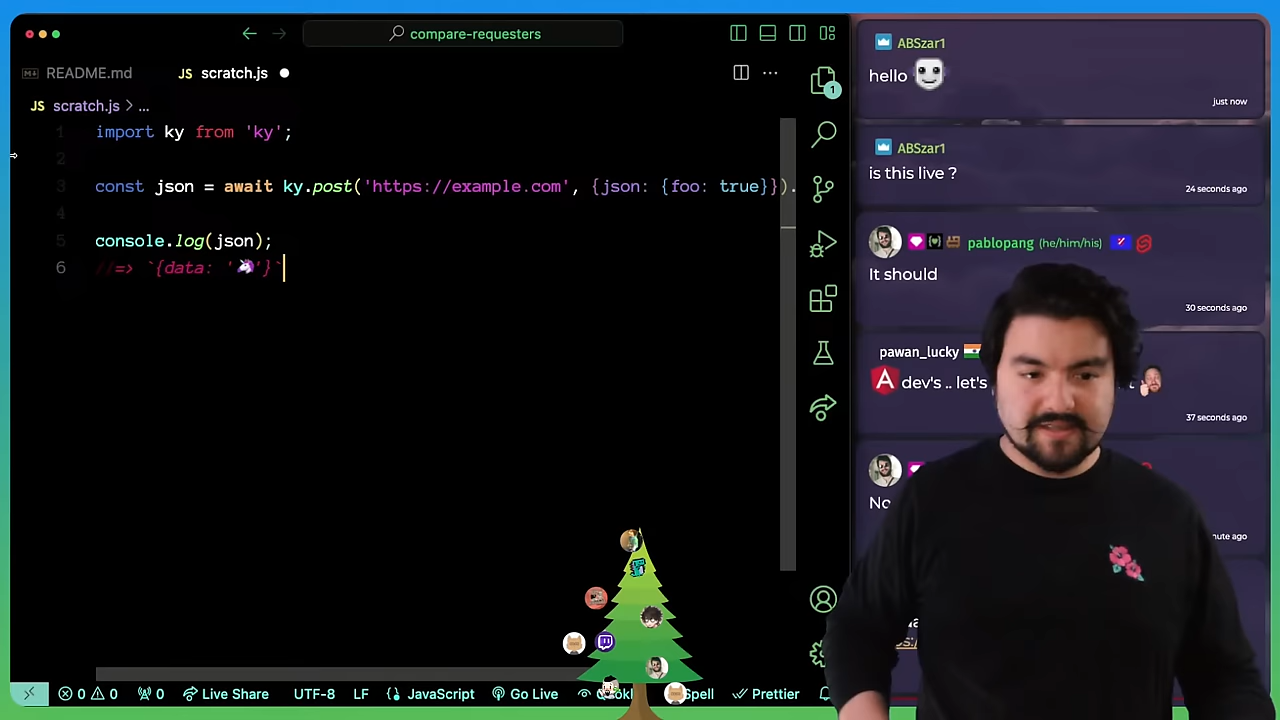 compare-requesters
README.md
JS scratch.js
JS scratch.js > ...
1 import ky from 'ky';
2
3 const json = await ky.post('https://example.com', {json: {foo: true}}).
4
5 console.log(json);
6 //=> `{data: '🦄'}`
1
0 0 0 Live Share UTF-8 LF JavaScript Go Live Spell Prettier
ABSzar1
hello
just now
ABSzar1
is this live ?
24 seconds ago
pablopang (he/him/his)
It should
30 seconds ago
pawan_lucky
dev's .. let's
37 seconds ago
ago